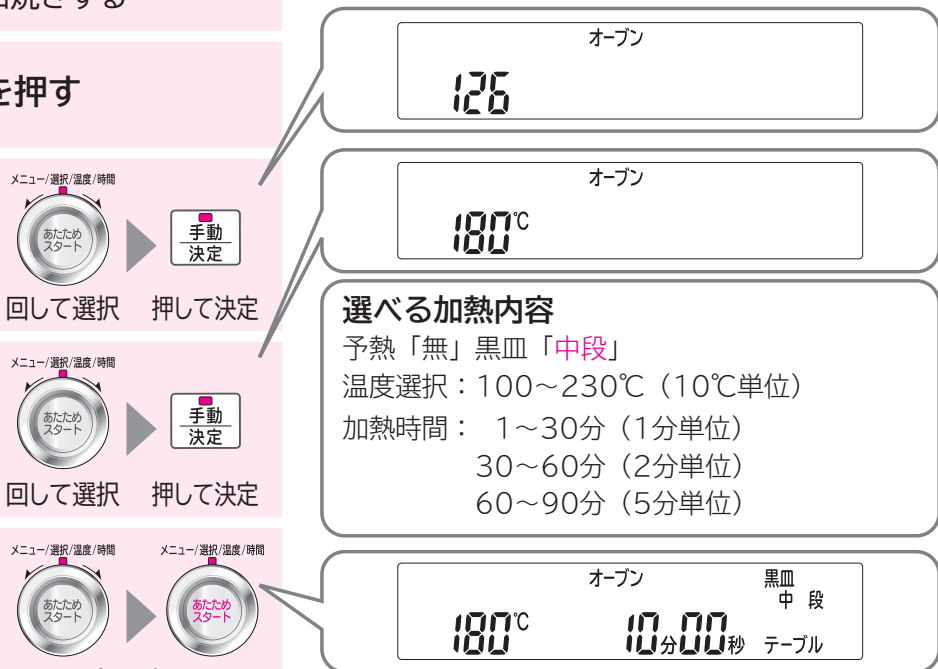 を押す
オーブン
126
メニュー/選択/温度/時間
あたため
スタート
手動
決定
回して選択 押して決定
オーブン
180℃
選べる加熱内容
予熱「無」黒皿「中段」
温度選択：100～230℃（10℃単位）
加熱時間： 1～30分（1分単位）
30～60分（2分単位）
60～90分（5分単位）
メニュー/選択/温度/時間
あたため
スタート
手動
決定
回して選択 押して決定
メニュー/選択/温度/時間 メニュー/選択/温度/時間
あたため
スタート
あたため
スタート
オーブン
黒皿
中 段
180℃ 10分00秒 テーブル